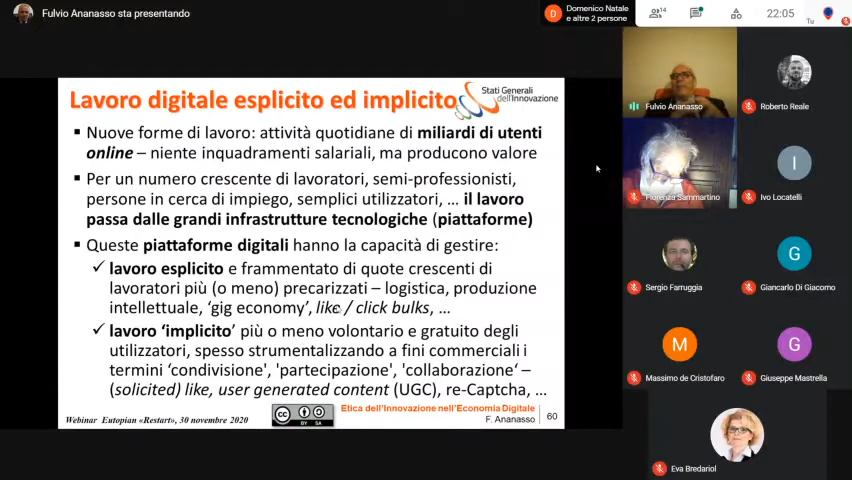 Fulvio Ananasso sta presentando
D
Domenico Natale
e altre 2 persone
14
22:05
Tu
Lavoro digitale esplicito ed implicito
Stati Generali
dell'Innovazione
▪ Nuove forme di lavoro: attività quotidiane di miliardi di utenti
online – niente inquadramenti salariali, ma producono valore
▪ Per un numero crescente di lavoratori, semi-professionisti,
persone in cerca di impiego, semplici utilizzatori, … il lavoro
passa dalle grandi infrastrutture tecnologiche (piattaforme)
▪ Queste piattaforme digitali hanno la capacità di gestire:
✓ lavoro esplicito e frammentato di quote crescenti di
lavoratori più (o meno) precarizzati – logistica, produzione
intellettuale, ‘gig economy’, like / click bulks, …
✓ lavoro ‘implicito’ più o meno volontario e gratuito degli
utilizzatori, spesso strumentalizzando a fini commerciali i
termini ‘condivisione', 'partecipazione', 'collaborazione‘ –
(solicited) like, user generated content (UGC), re-Captcha, …
Webinar Eutopian «Restart», 30 novembre 2020
cc
BY SA
Etica dell'Innovazione nell'Economia Digitale
F. Ananasso
60
Fulvio Ananasso
Roberto Reale
Fiorenza Sammartino
I
Ivo Locatelli
Sergio Farruggia
G
Giancarlo Di Giacomo
M
Massimo de Cristofaro
G
Giuseppe Mastrella
Eva Bredariol